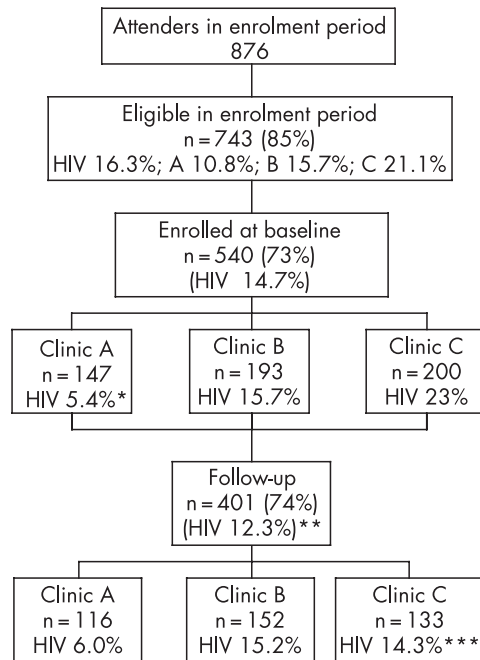 Attenders in enrolment period
876
Eligible in enrolment period
n = 743 (85%)
HIV 16.3%; A 10.8%; B 15.7%; C 21.1%
Enrolled at baseline
n = 540 (73%)
(HIV 14.7%)
Clinic A
n = 147
HIV 5.4%*
Clinic B
n = 193
HIV 15.7%
Clinic C
n = 200
HIV 23%
Follow-up
n = 401 (74%)
(HIV 12.3%)**
Clinic A
n = 116
HIV 6.0%
Clinic B
n = 152
HIV 15.2%
Clinic C
n = 133
HIV 14.3%***